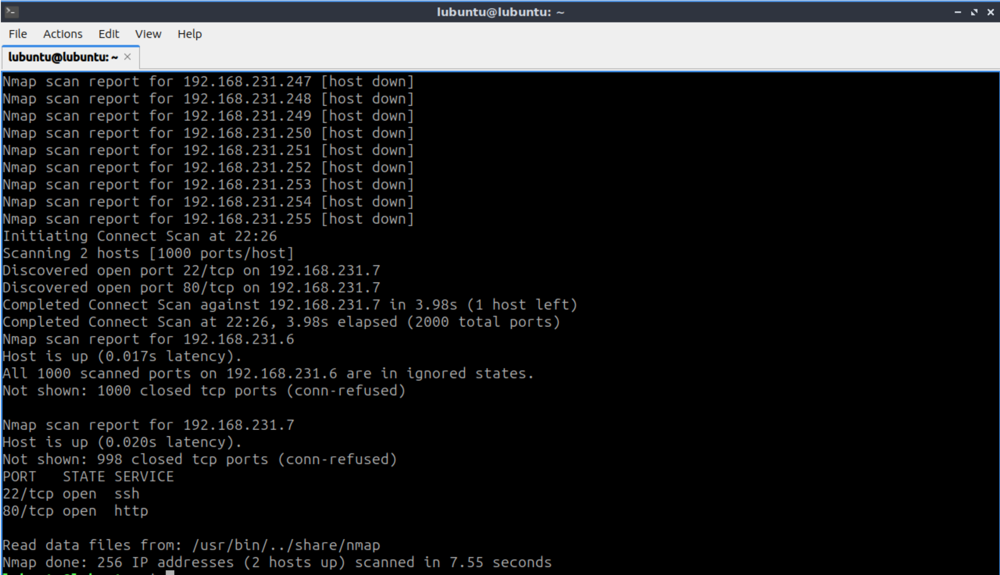 lubuntu@lubuntu: ~
File Actions Edit View Help
lubuntu@lubuntu: ~
Nmap scan report for 192.168.231.247 [host down]
Nmap scan report for 192.168.231.248 [host down]
Nmap scan report for 192.168.231.249 [host down]
Nmap scan report for 192.168.231.250 [host down]
Nmap scan report for 192.168.231.251 [host down]
Nmap scan report for 192.168.231.252 [host down]
Nmap scan report for 192.168.231.253 [host down]
Nmap scan report for 192.168.231.254 [host down]
Nmap scan report for 192.168.231.255 [host down]
Initiating Connect Scan at 22:26
Scanning 2 hosts [1000 ports/host]
Discovered open port 22/tcp on 192.168.231.7
Discovered open port 80/tcp on 192.168.231.7
Completed Connect Scan against 192.168.231.7 in 3.98s (1 host left)
Completed Connect Scan at 22:26, 3.98s elapsed (2000 total ports)
Nmap scan report for 192.168.231.6
Host is up (0.017s latency).
All 1000 scanned ports on 192.168.231.6 are in ignored states.
Not shown: 1000 closed tcp ports (conn-refused)

Nmap scan report for 192.168.231.7
Host is up (0.020s latency).
Not shown: 998 closed tcp ports (conn-refused)
PORT   STATE SERVICE
22/tcp open  ssh
80/tcp open  http

Read data files from: /usr/bin/../share/nmap
Nmap done: 256 IP addresses (2 hosts up) scanned in 7.55 seconds